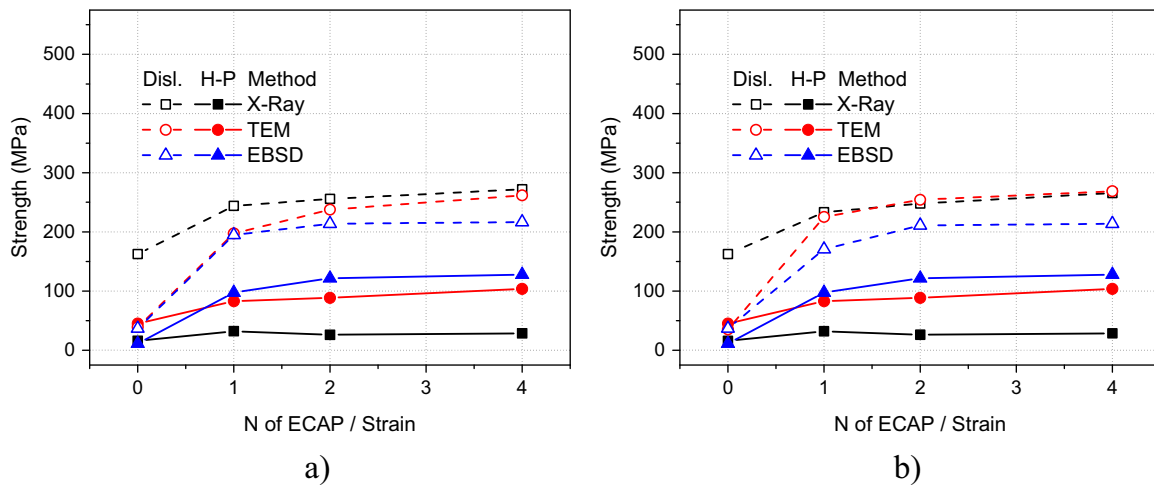 500
400
300
200
100
0
Strength (MPa)
Disl. H-P Method
X-Ray
TEM
EBSD
0 1 2 3 4
N of ECAP / Strain
a)
500
400
300
200
100
0
Strength (MPa)
Disl. H-P Method
X-Ray
TEM
EBSD
0 1 2 3 4
N of ECAP / Strain
b)